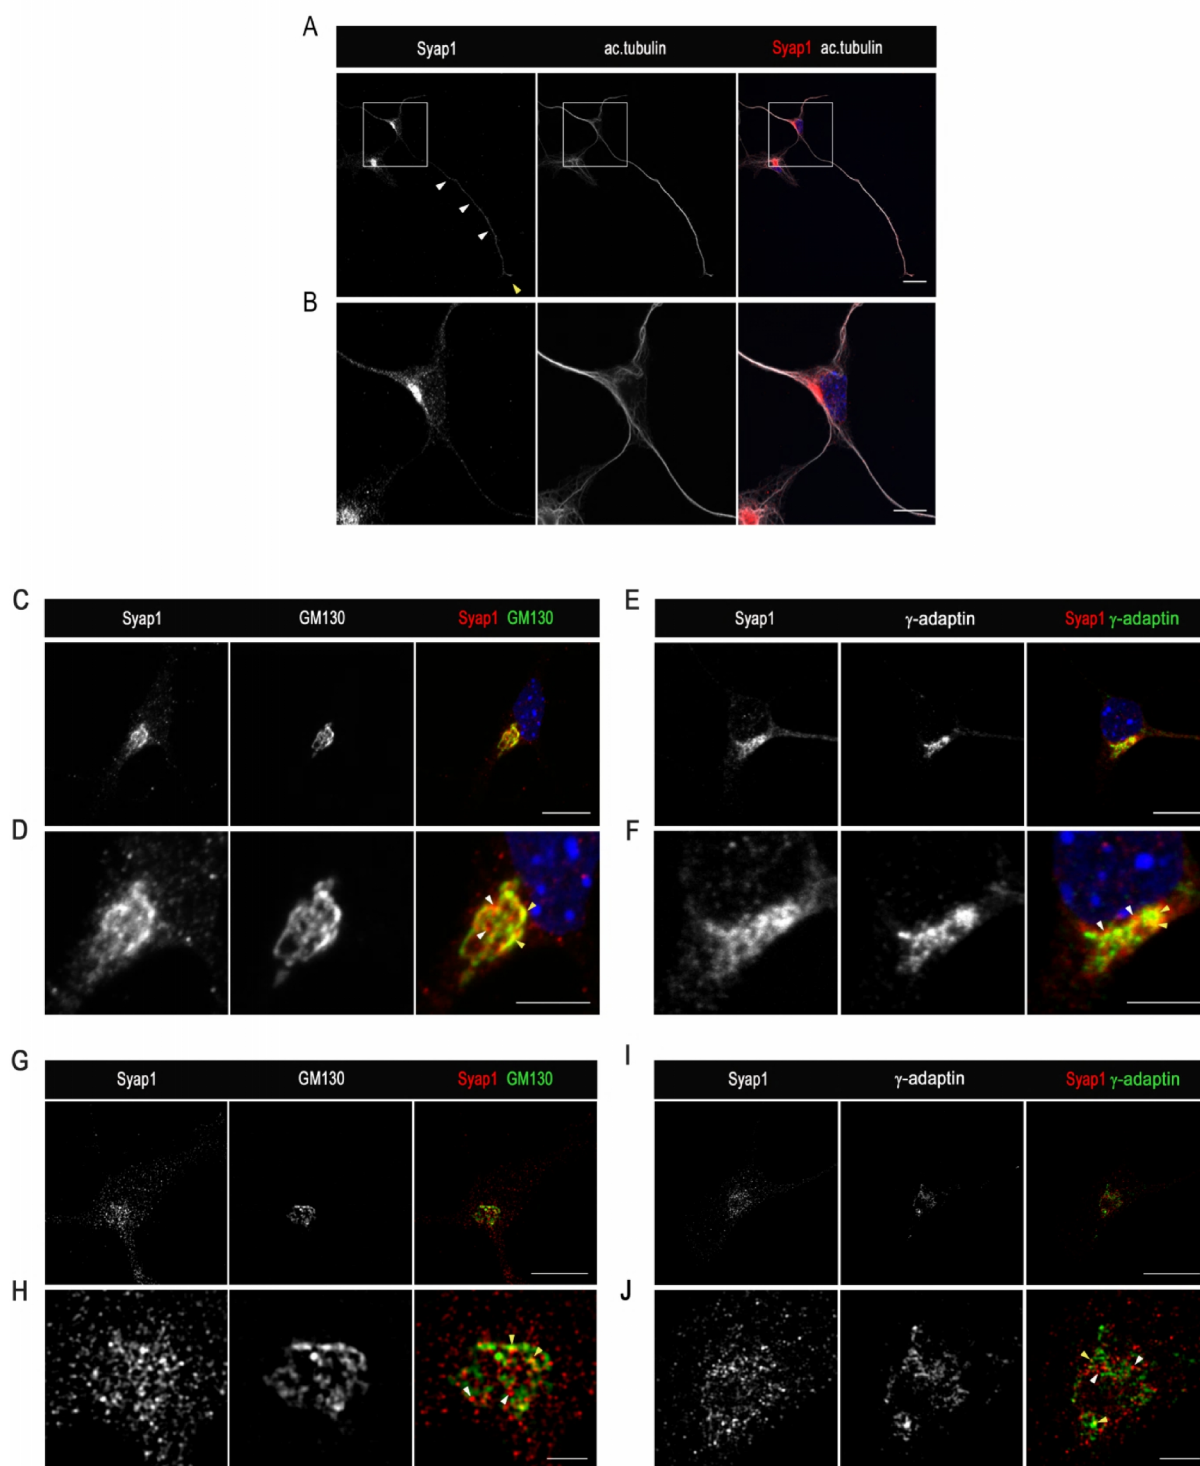 A
Syap1 ac.tubulin Syap1 ac.tubulin
B
C
Syap1 GM130 Syap1 GM130
D
E
Syap1 γ-adaptin Syap1 γ-adaptin
F
G
Syap1 GM130 Syap1 GM130
H
I
Syap1 γ-adaptin Syap1 γ-adaptin
J